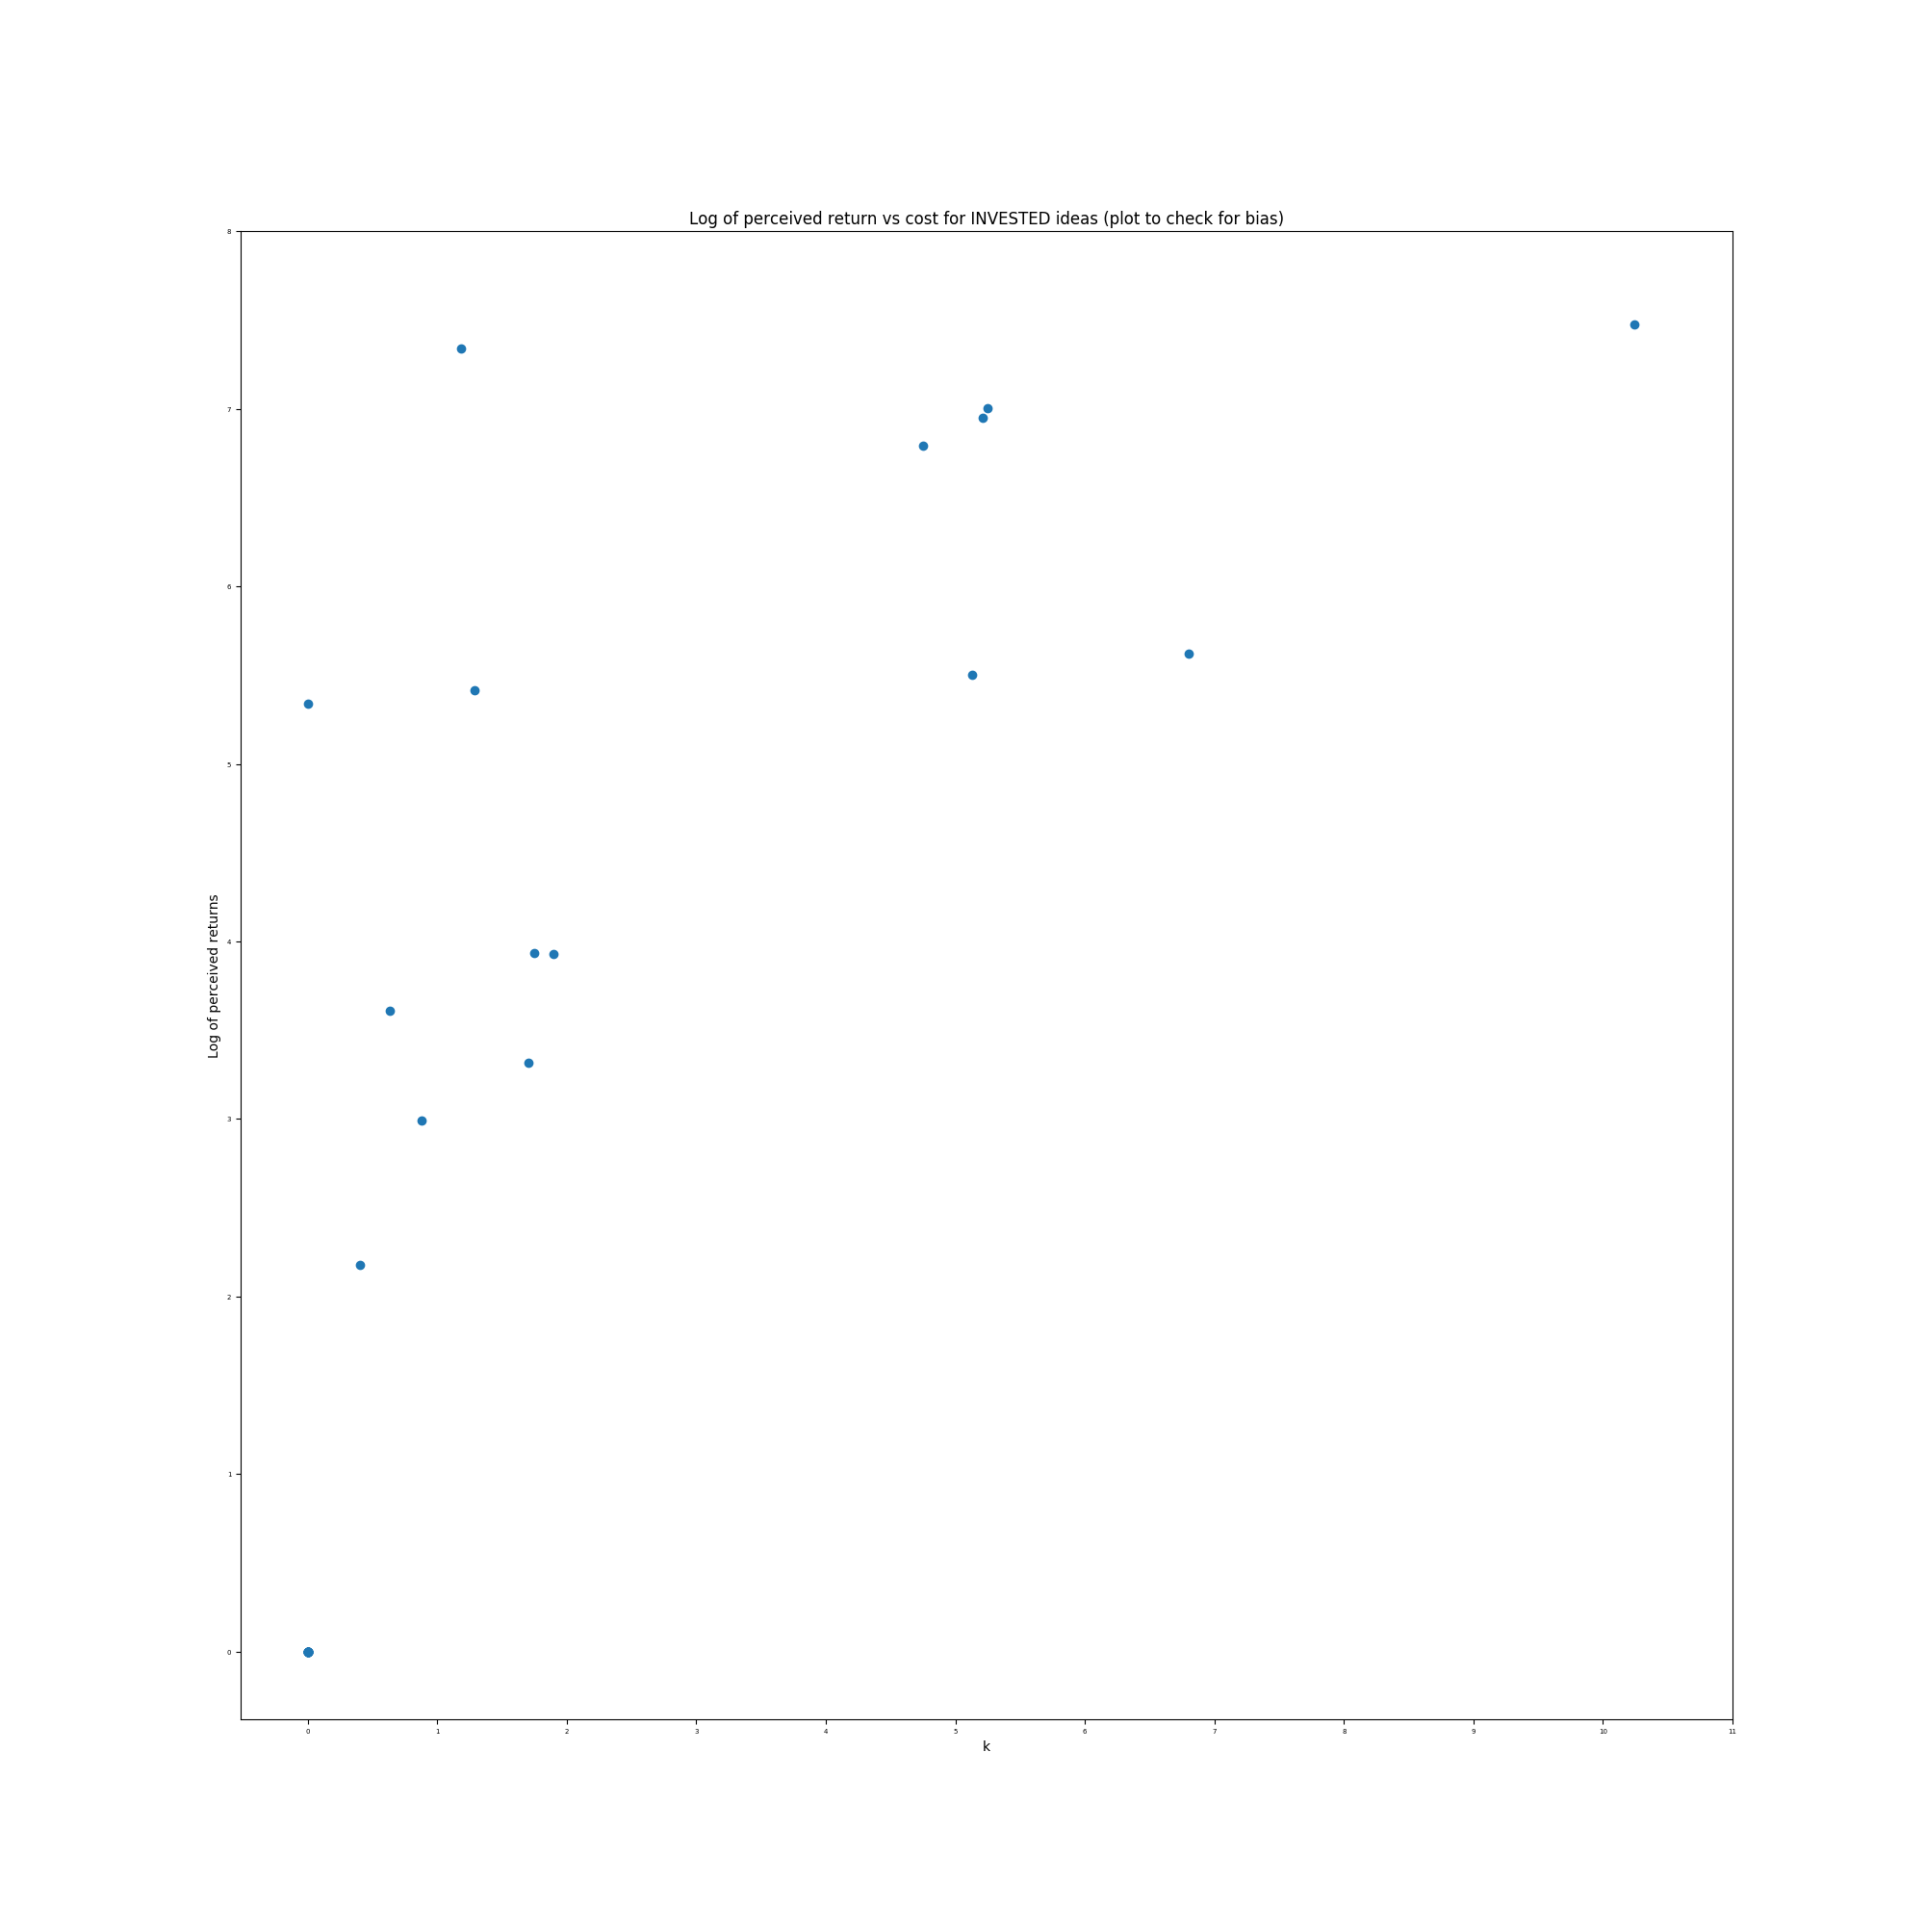 Log of perceived return vs cost for INVESTED ideas (plot to check for bias)
8
7
6
5
4
3
2
1
0
Log of perceived returns
0 1 2 3 4 5 6 7 8 9 10 11
k